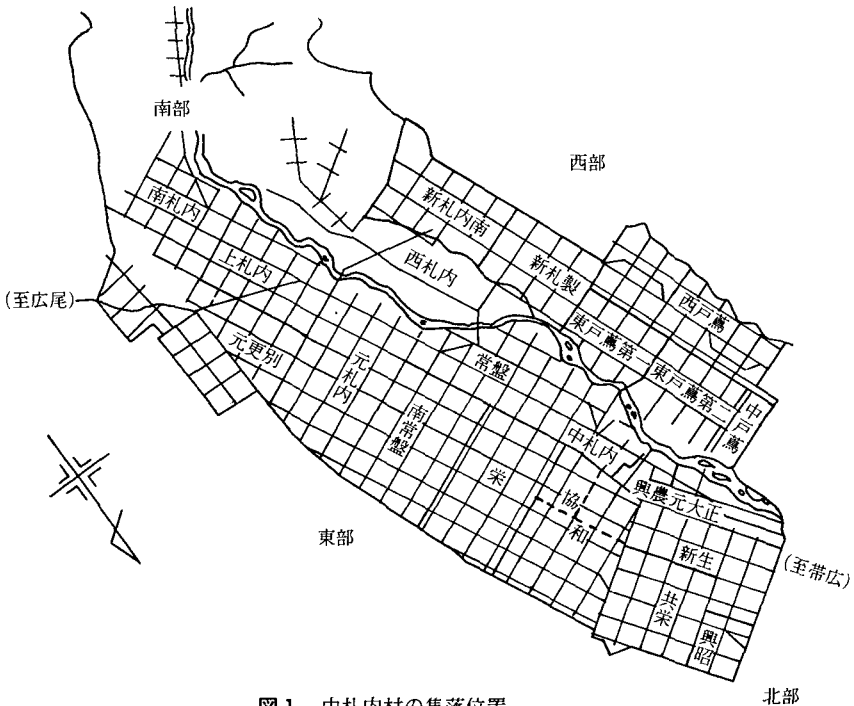 南部
西部
南札内
新札内南
上札内
西札内
新札製
西戸蔦
(至広尾)
東戸蔦第一
東戸蔦第二
中戸蔦
元更別
元札内
常盤
南常盤
中札内
栄
協和
興農元大正
東部
新生
(至帯広)
共栄
興昭
北部
図1 中札内村の集落位置